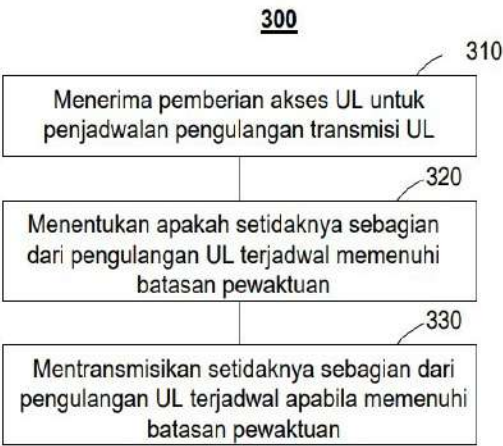 300
310
Menerima pemberian akses UL untuk
penjadwalan pengulangan transmisi UL
320
Menentukan apakah setidaknya sebagian
dari pengulangan UL terjadwal memenuhi
batasan pewaktuan
330
Mentransmisikan setidaknya sebagian dari
pengulangan UL terjadwal apabila memenuhi
batasan pewaktuan